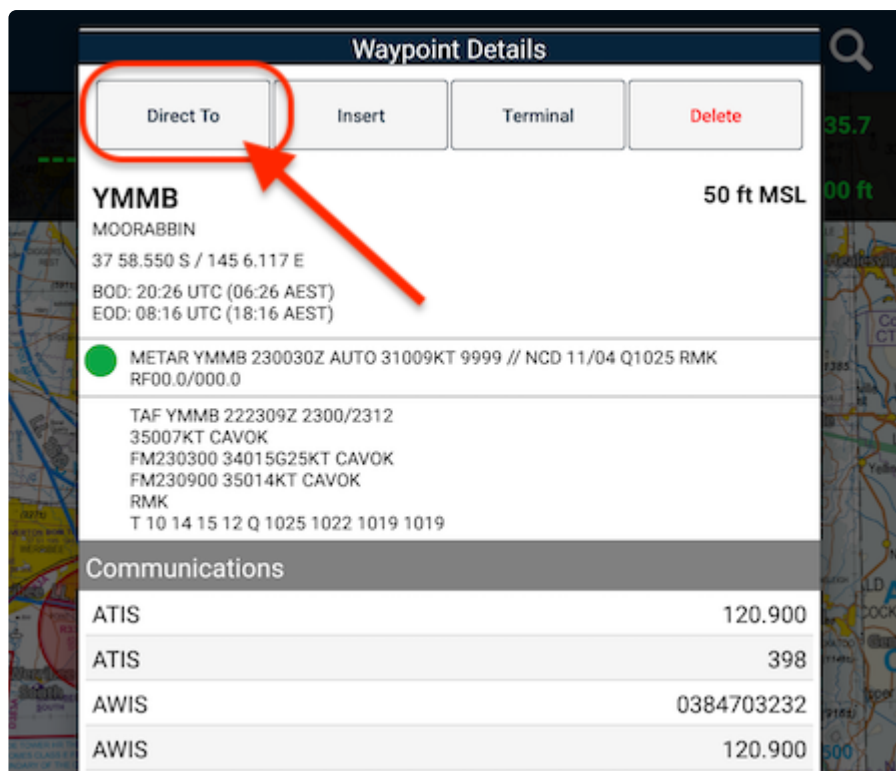 Waypoint Details
Direct To Insert Terminal Delete
35.7
YMMB 50 ft MSL 00 ft
MOORABBIN
37 58.550 S / 145 6.117 E
BOD: 20:26 UTC (06:26 AEST)
EOD: 08:16 UTC (18:16 AEST)
METAR YMMB 230030Z AUTO 31009KT 9999 // NCD 11/04 Q1025 RMK
RF00.0/000.0
TAF YMMB 222309Z 2300/2312
35007KT CAVOK
FM230300 34015G25KT CAVOK
FM230900 35014KT CAVOK
RMK
T 10 14 15 12 Q 1025 1022 1019 1019
Communications
ATIS 120.900
ATIS 398
AWIS 0384703232
AWIS 120.900